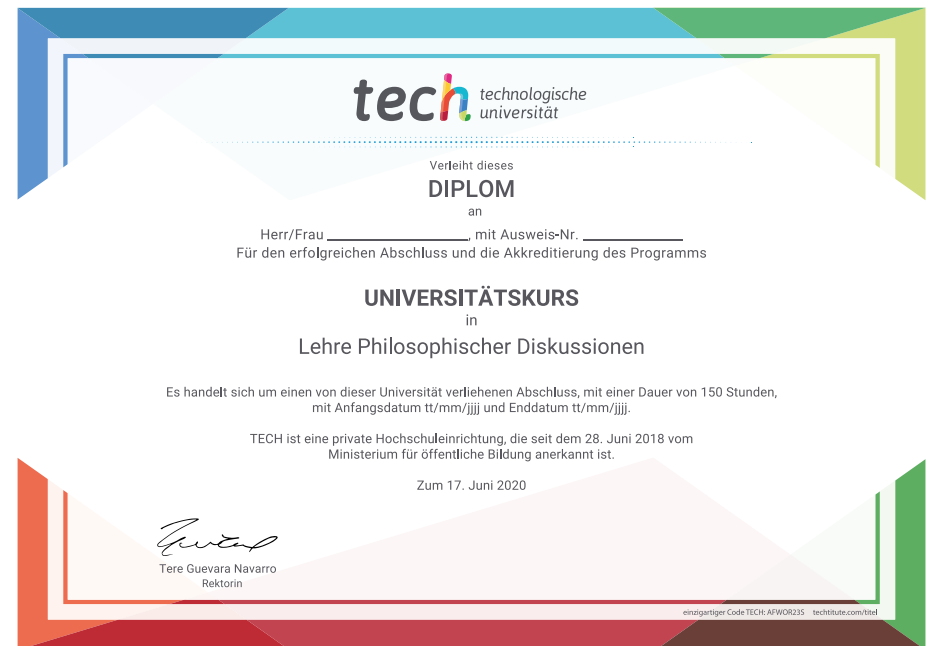 tech technologische
universität
Verleiht dieses
DIPLOM
an
Herr/Frau ____________________, mit Ausweis-Nr. ______________
Für den erfolgreichen Abschluss und die Akkreditierung des Programms
UNIVERSITÄTSKURS
in
Lehre Philosophischer Diskussionen
Es handelt sich um einen von dieser Universität verliehenen Abschluss, mit einer Dauer von 150 Stunden,
mit Anfangsdatum tt/mm/jjjj und Enddatum tt/mm/jjjj.
TECH ist eine private Hochschuleinrichtung, die seit dem 28. Juni 2018 vom
Ministerium für öffentliche Bildung anerkannt ist.
Zum 17. Juni 2020
Tere Guevara Navarro
Rektorin
einzigartiger Code TECH: AFWOR23S techtitute.com/titel